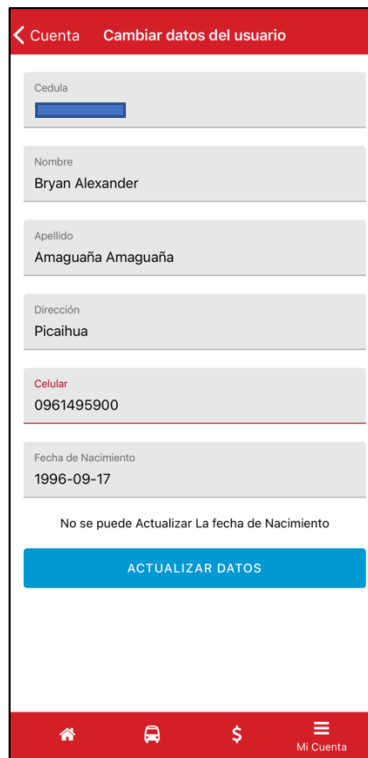 Cuenta Cambiar datos del usuario
Cedula
Nombre
Bryan Alexander
Apellido
Amaguaña Amaguaña
Dirección
Picaihua
Celular
0961495900
Fecha de Nacimiento
1996-09-17
No se puede Actualizar La fecha de Nacimiento
ACTUALIZAR DATOS
$
Mi Cuenta